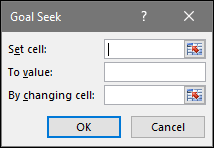 Goal Seek ? X
Set cell:
To value:
By changing cell:
OK Cancel